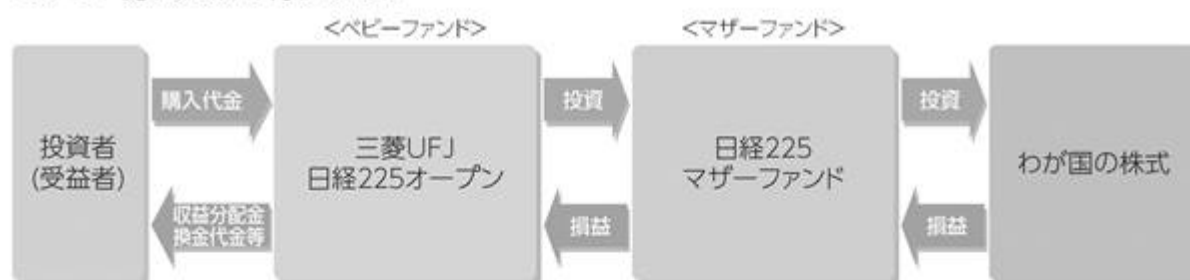 <ベビーファンド>
<マザーファンド>
投資者
(受益者)
購入代金
収益分配金
換金代金等
三菱UFJ
日経225オープン
投資
損益
日経225
マザーファンド
投資
損益
わが国の株式